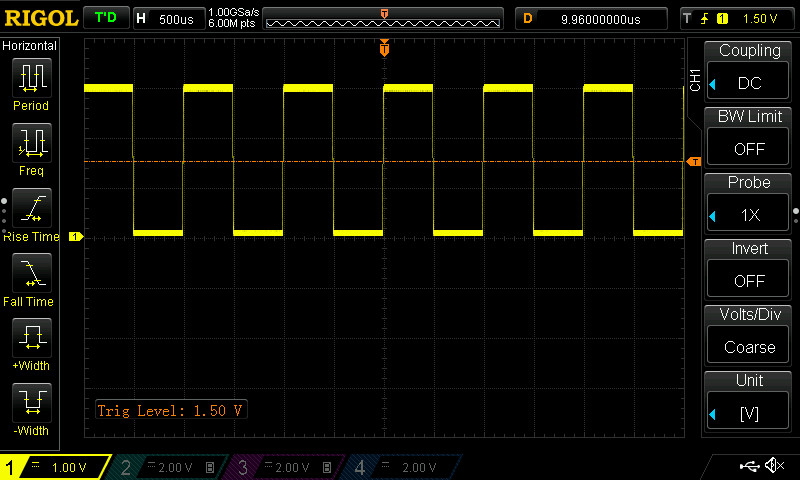 RIGOL T'D H 500us 1.00GSa/s 6.00M pts T D 9.96000000us T 1 1.50 V
Horizontal
Period
Freq
Rise Time
Fall Time
+Width
-Width
T
T
1
Trig Level: 1.50 V
CH1
Coupling
DC
BW Limit
OFF
Probe
1X
Invert
OFF
Volts/Div
Coarse
Unit
[V]
1 1.00 V 2 2.00 V B 3 2.00 V B 4 2.00 V